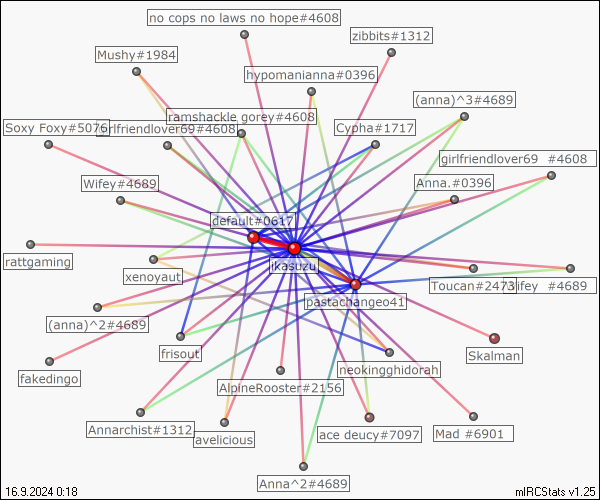 no cops no laws no hope#4608
zibbits#1312
Mushy#1984
hypomanianna#0396
(anna)^3#4689
ramshackle gorey#4608
Soxy Foxy#5076
girlfriendlover69#4608
Cypha#1717
girlfriendlover69 #4608
Wifey#4689
Anna.#0396
default#0617
rattgaming
ikasuzu
xenoyaut
Toucan#2473
#4689
pastachangeo41
(anna)^2#4689
frisout
Skalman
neokingghidorah
fakedingo
AlpineRooster#2156
Annarchist#1312
avelicious
ace deucy#7097
Mad #6901
Anna^2#4689
16.9.2024 0:18
mIRCStats v1.25